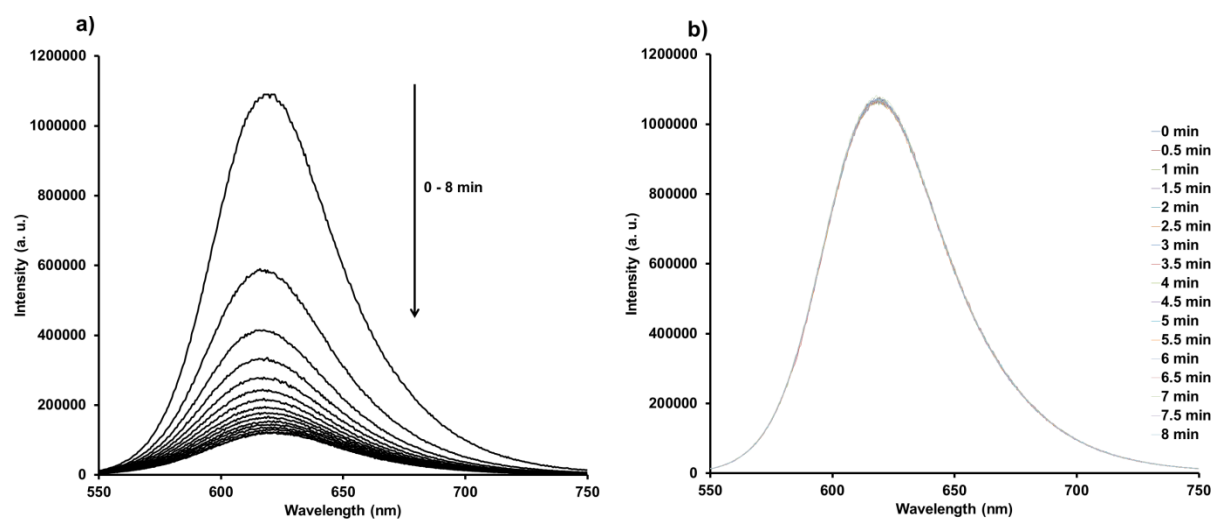 a)
1200000
1000000
800000
600000
400000
200000
0
Intensity (a. u.)
0 - 8 min
550
600
650
700
750
Wavelength (nm)
b)
1200000
1000000
800000
600000
400000
200000
0
Intensity (a. u.)
0 min
0.5 min
1 min
1.5 min
2 min
2.5 min
3 min
3.5 min
4 min
4.5 min
5 min
5.5 min
6 min
6.5 min
7 min
7.5 min
8 min
550
600
650
700
750
Wavelength (nm)